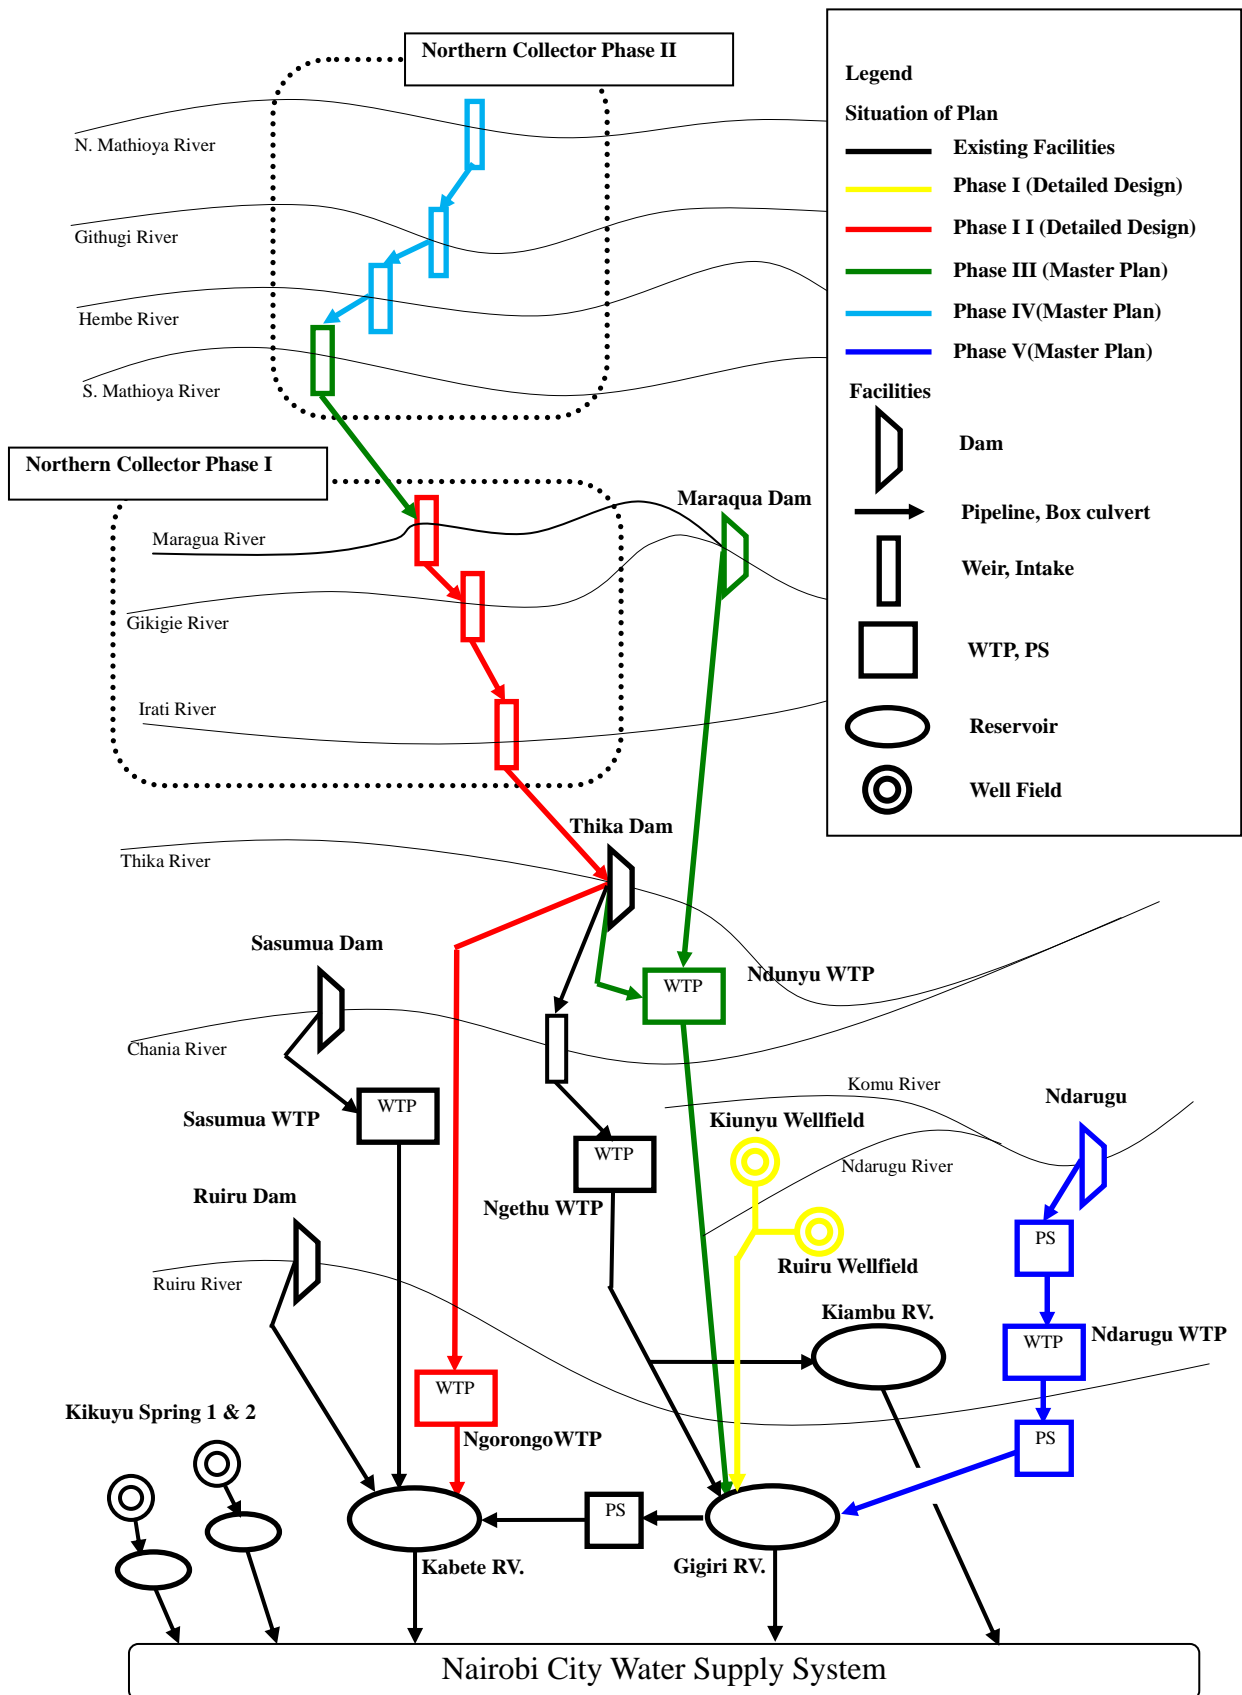 Northern Collector Phase II
Legend
Situation of Plan
Existing Facilities
Phase I (Detailed Design)
Phase I I (Detailed Design)
Phase III (Master Plan)
Phase IV(Master Plan)
Phase V(Master Plan)
Facilities
Dam
Pipeline, Box culvert
Weir, Intake
WTP, PS
Reservoir
Well Field
N. Mathioya River
Githugi River
Hembe River
S. Mathioya River
Northern Collector Phase I
Maraqua Dam
Maragua River
Gikigie River
Irati River
Thika Dam
Thika River
Sasumua Dam
WTP
Ndunyu WTP
Chania River
Komu River
Ndarugu
WTP
Sasumua WTP
Kiunyu Wellfield
WTP
Ndarugu River
Ruiru Dam
Ngethu WTP
PS
Ruiru Wellfield
Ruiru River
Kiambu RV.
WTP
Ndarugu WTP
WTP
Kikuyu Spring 1 & 2
NgorongoWTP
PS
PS
Kabete RV.
Gigiri RV.
Nairobi City Water Supply System